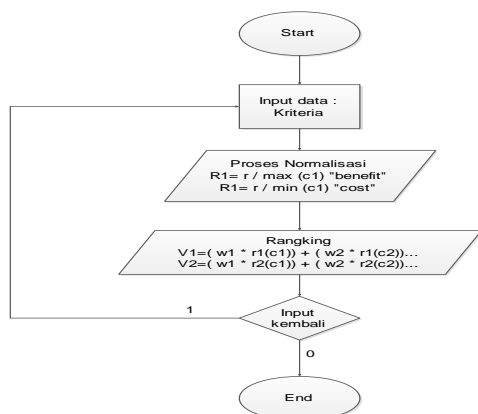 Start
Input data :
Kriteria
Proses Normalisasi
R1= r / max (c1) "benefit"
R1= r / min (c1) "cost"
Rangking
V1=( w1 * r1(c1)) + ( w2 * r1(c2))...
V2=( w1 * r2(c1)) + ( w2 * r2(c2))...
1
Input
kembali
0
End